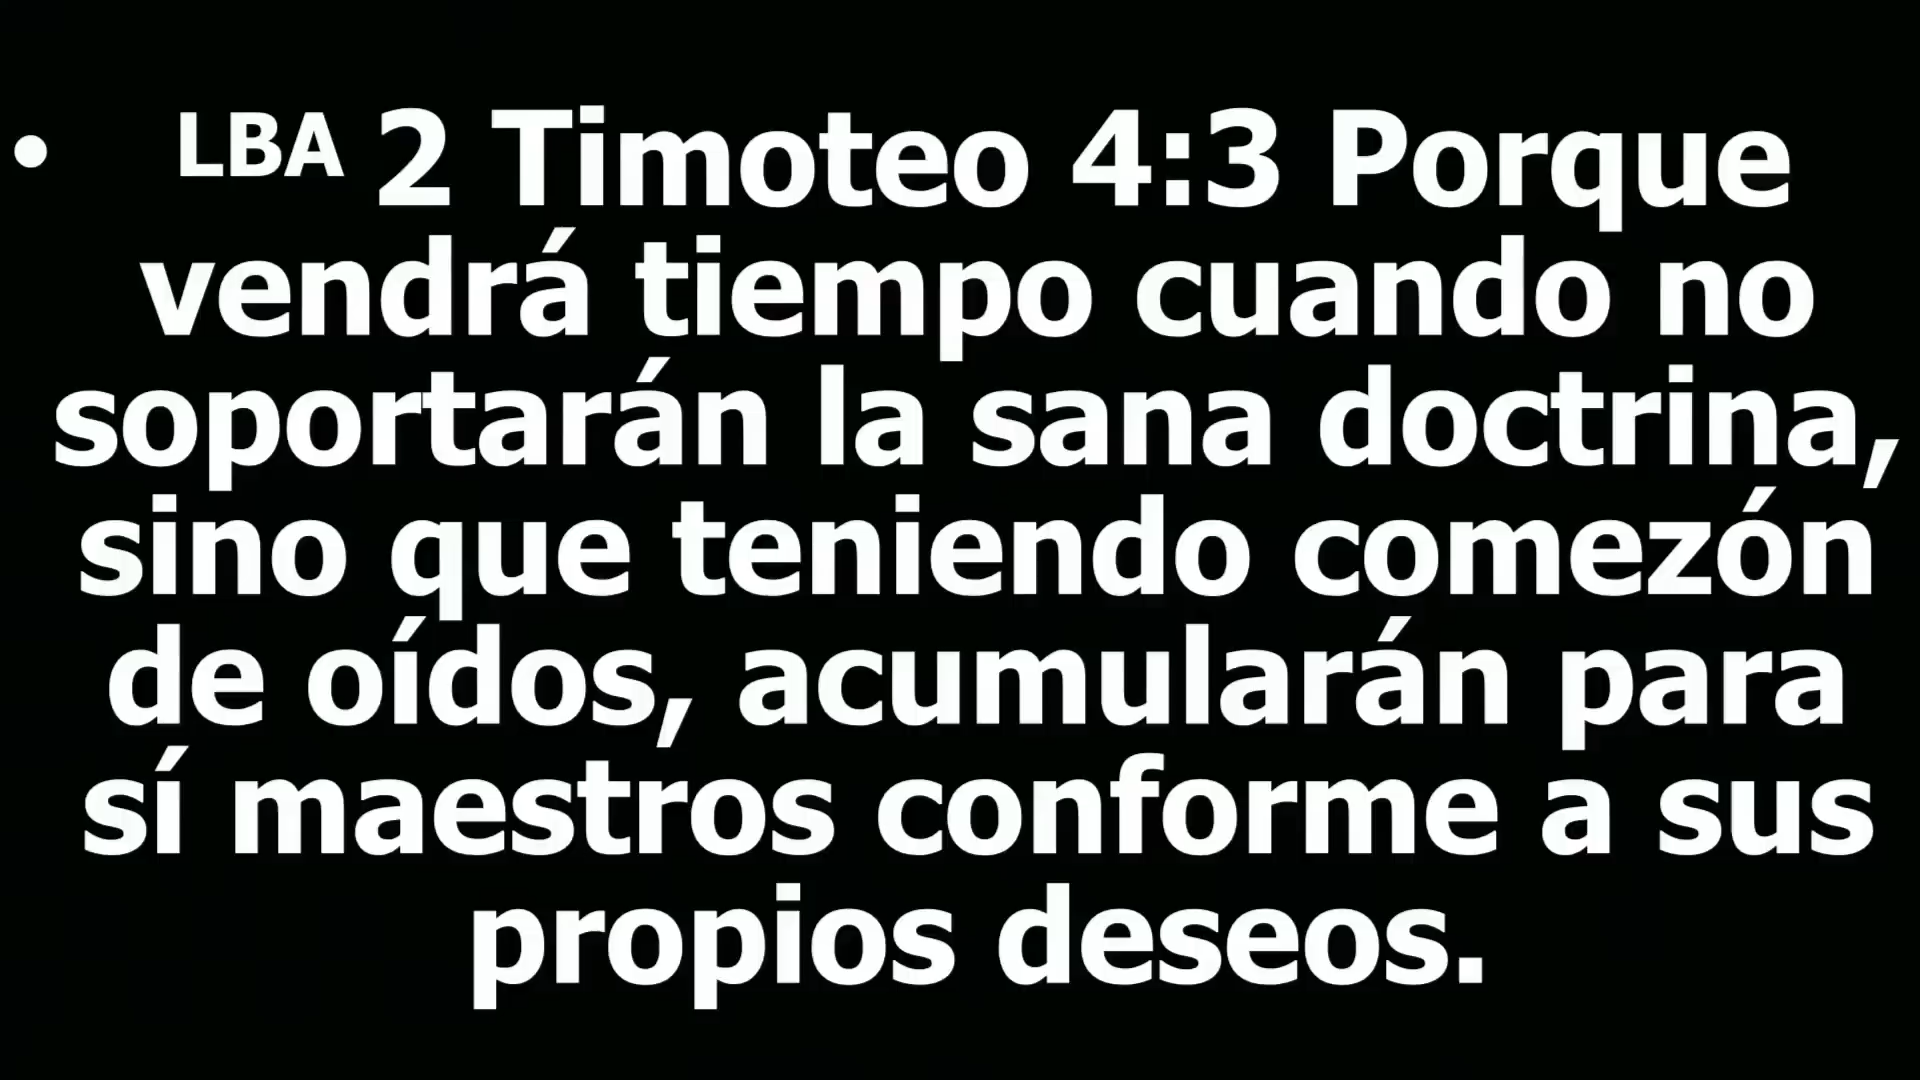 • LBA 2 Timoteo 4:3 Porque
vendrá tiempo cuando no
soportarán la sana doctrina,
sino que teniendo comezón
de oídos, acumularán para
sí maestros conforme a sus
propios deseos.